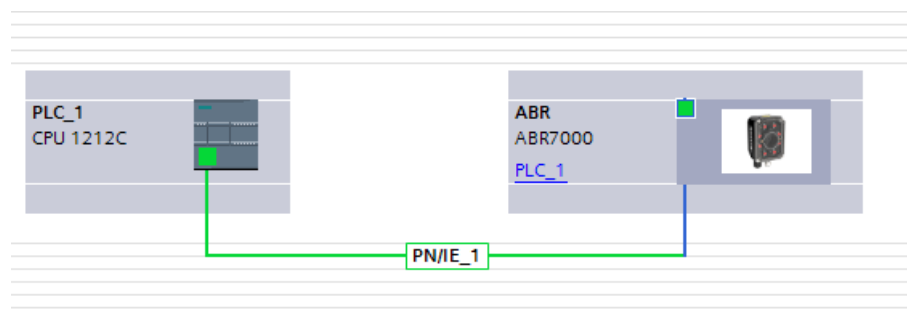 PLC_1
CPU 1212C
ABR
ABR7000
PLC_1
PN/IE_1